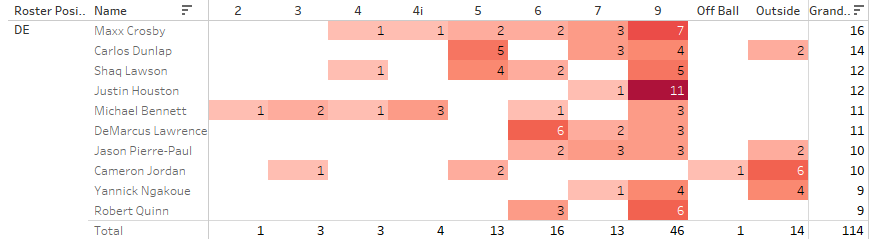 Roster Posi.. Name 2 3 4 4i 5 6 7 9 Off Ball Outside Grand..
DE Maxx Crosby 1 1 2 2 3 7 16
Carlos Dunlap 5 3 4 2 14
Shaq Lawson 1 4 2 5 12
Justin Houston 1 11 12
Michael Bennett 1 2 1 3 1 3 11
DeMarcus Lawrence 6 2 3 11
Jason Pierre-Paul 2 3 3 2 10
Cameron Jordan 1 2 1 6 10
Yannick Ngakoue 1 4 4 9
Robert Quinn 3 6 9
Total 1 3 3 4 13 16 13 46 1 14 114